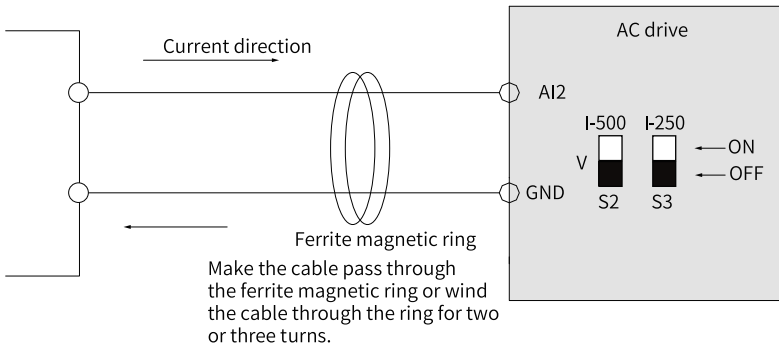 AC drive
Current direction
AI2
I-500 I-250
ON
V
OFF
S2 S3
GND
Ferrite magnetic ring
Make the cable pass through
the ferrite magnetic ring or wind
the cable through the ring for two
or three turns.